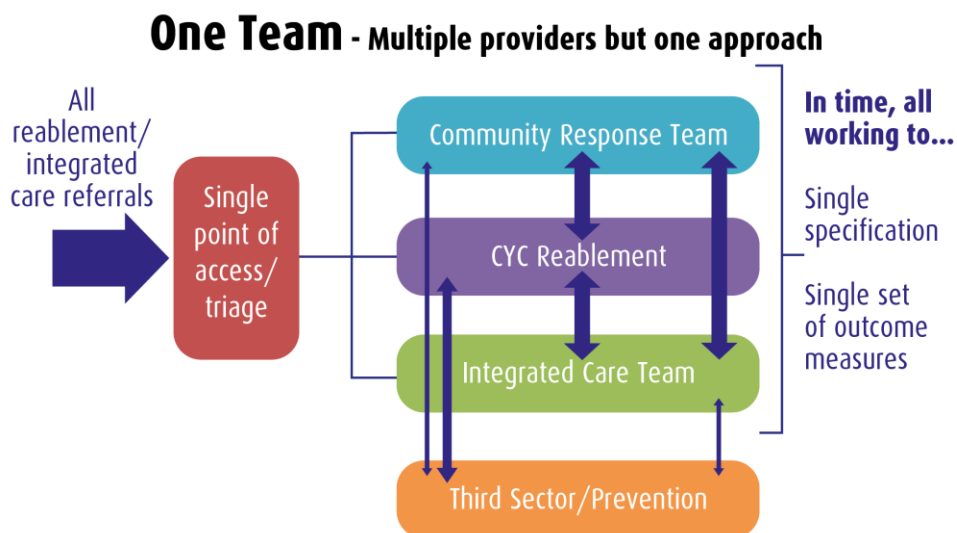 One Team - Multiple providers but one approach
All
reablement/
integrated
care referrals
Single
point of
access/
triage
Community Response Team
CYC Reablement
Integrated Care Team
Third Sector/Prevention
In time, all
working to...
Single
specification
Single set
of outcome
measures